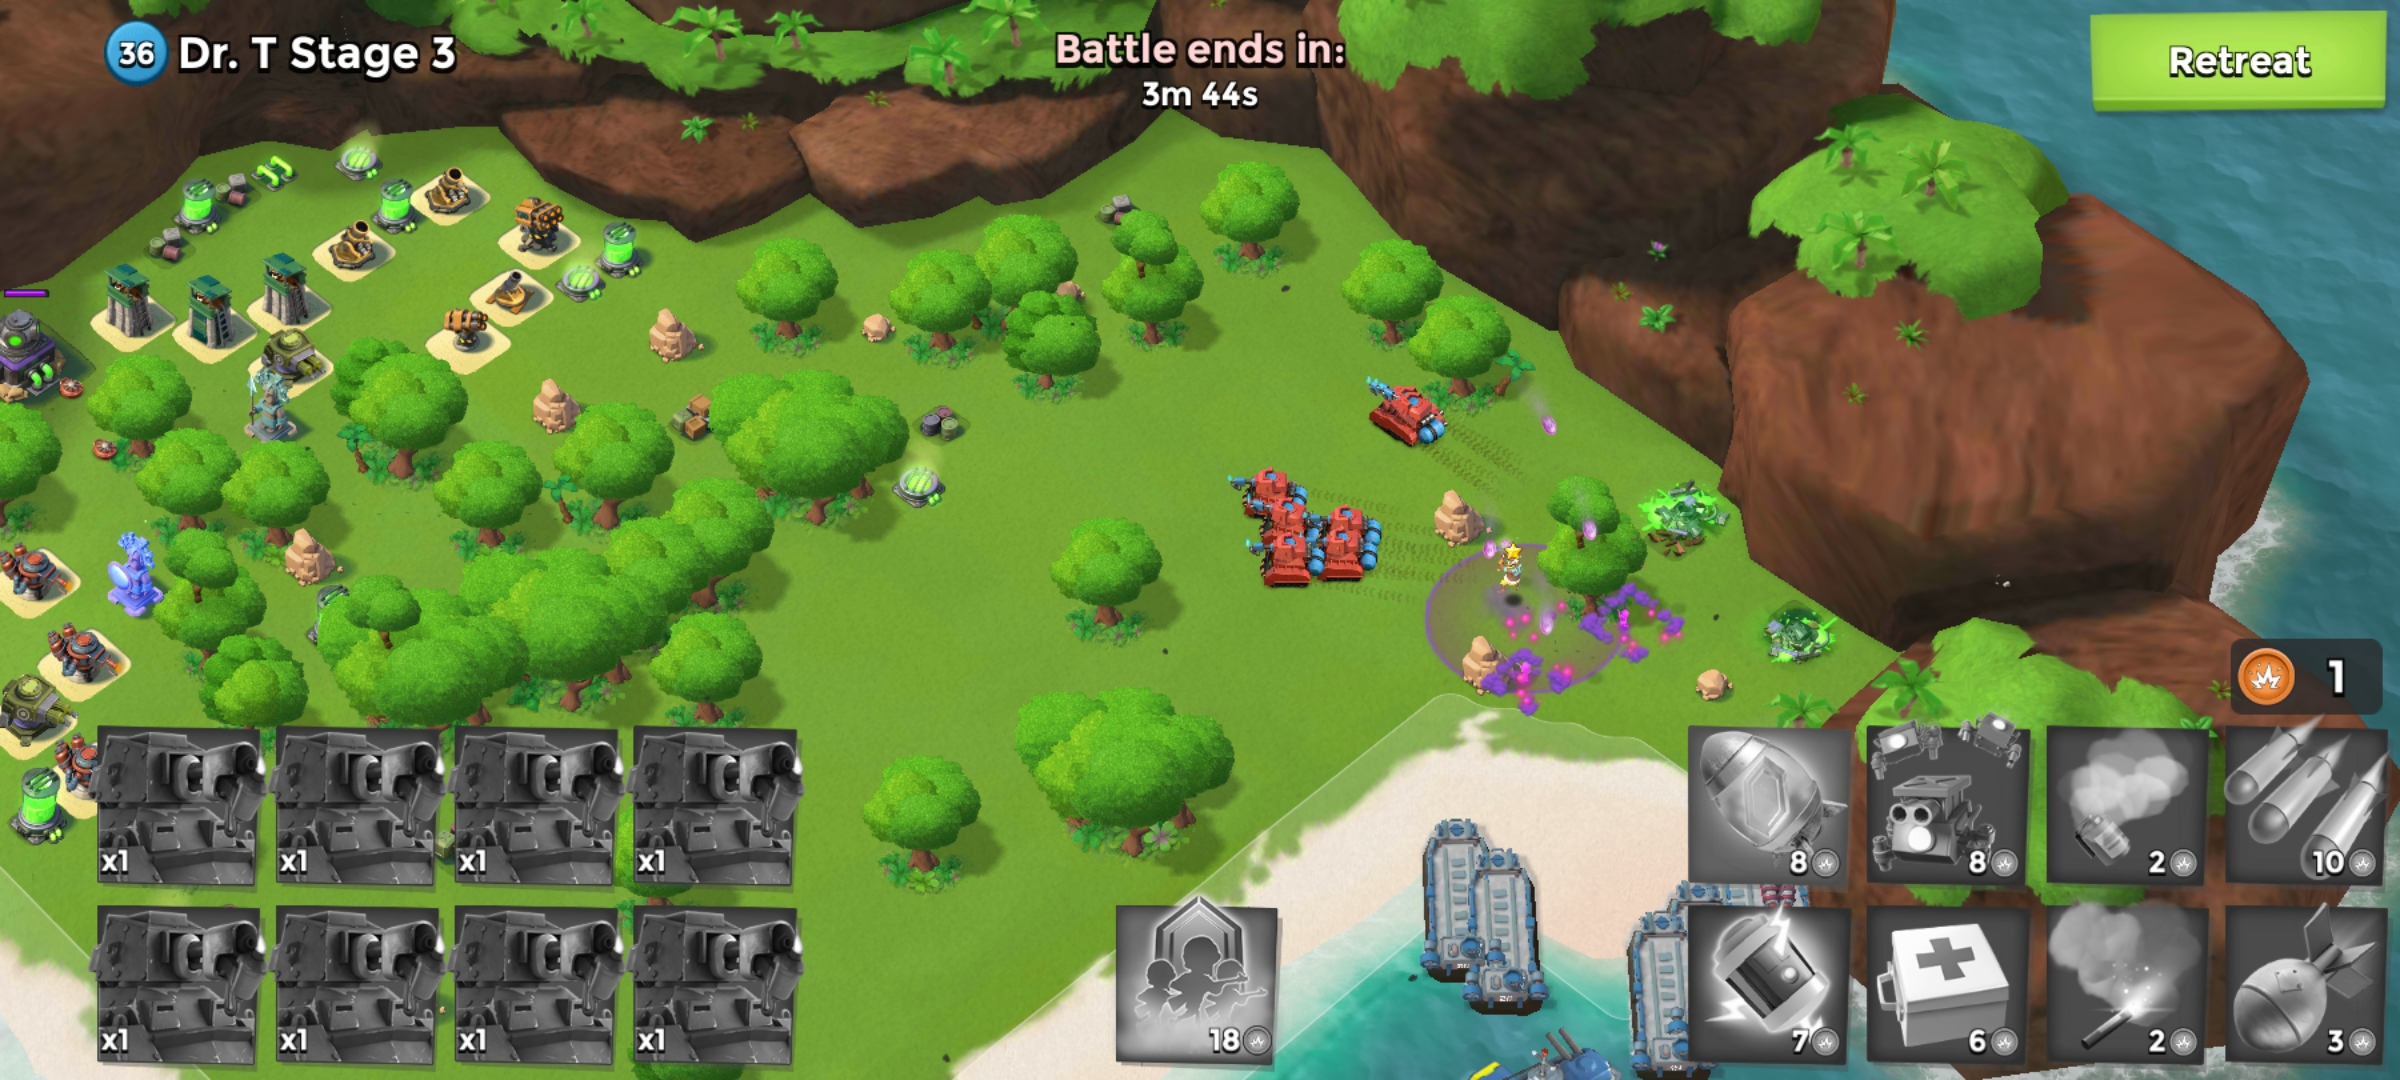 36 Dr. T Stage 3
Battle ends in:
3m 44s
Retreat
1
x1 x1 x1 x1
8 8 2 10
x1 x1 x1 x1
18
7 6 2 3